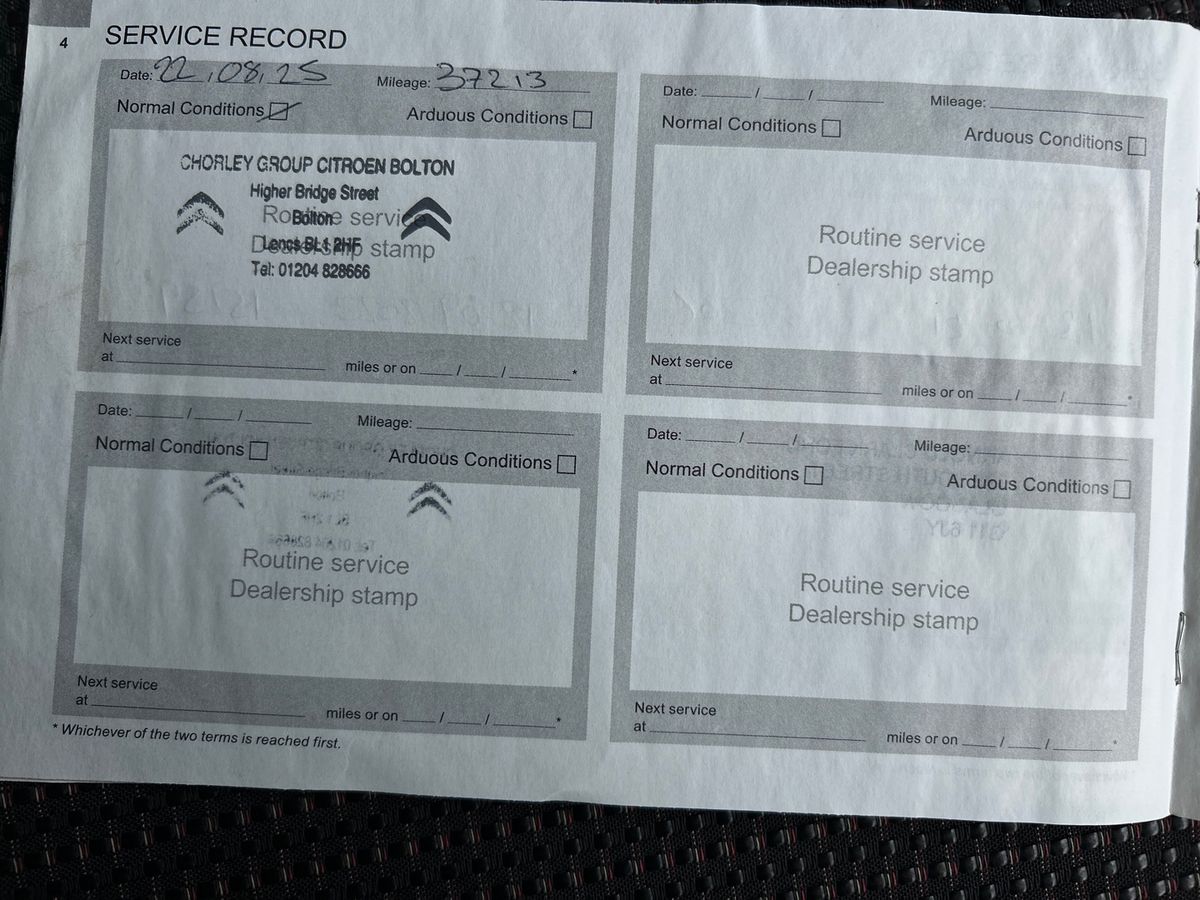 4
SERVICE RECORD
Date: 22.08.25 Mileage: 37213
Normal Conditions Arduous Conditions
CHORLEY GROUP CITROEN BOLTON
Higher Bridge Street
Bolton
Lancs BL1 2HF
Tel: 01204 828666
Routine service
Dealership stamp
Next service
at miles or on / / *
Date: / / Mileage:
Normal Conditions Arduous Conditions
Routine service
Dealership stamp
Next service
at miles or on / / *
Date: / / Mileage:
Normal Conditions Arduous Conditions
Routine service
Dealership stamp
Next service
at miles or on / / *
Date: / / Mileage:
Normal Conditions Arduous Conditions
Routine service
Dealership stamp
Next service
at miles or on / / *
* Whichever of the two terms is reached first.